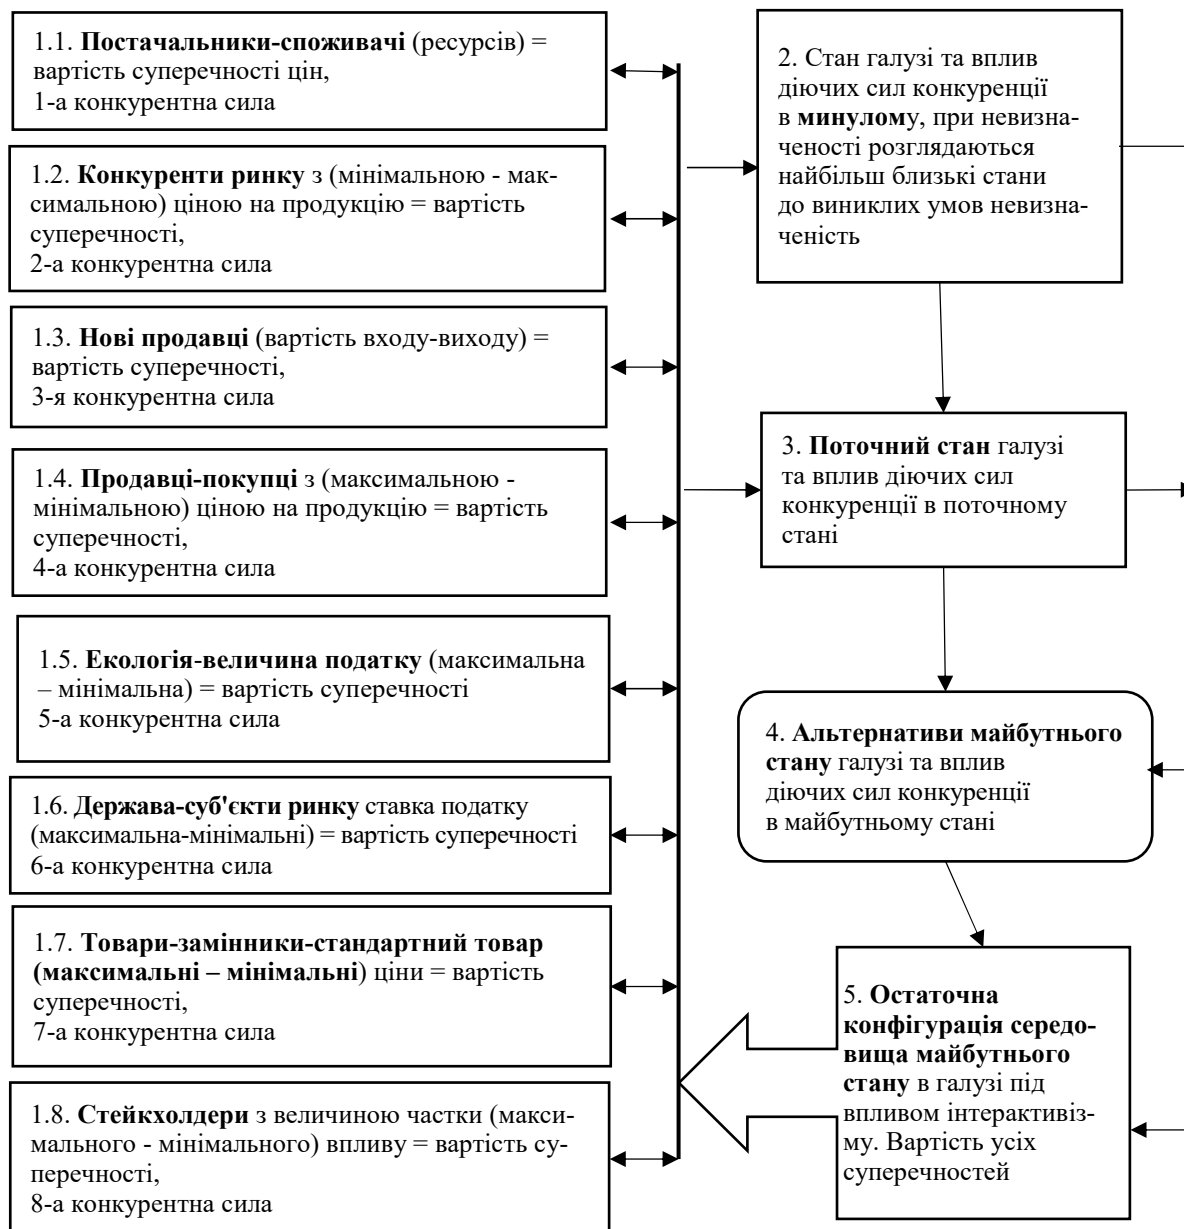 1.1. Постачальники-споживачі (ресурсів) =
вартість суперечності цін,
1-а конкурентна сила
1.2. Конкуренти ринку з (мінімальною - мак-
симальною) ціною на продукцію = вартість
суперечності,
2-а конкурентна сила
1.3. Нові продавці (вартість входу-виходу) =
вартість суперечності,
3-я конкурентна сила
1.4. Продавці-покупці з (максимальною -
мінімальною) ціною на продукцію = вартість
суперечності,
4-а конкурентна сила
1.5. Екологія-величина податку (максимальна
– мінімальна) = вартість суперечності
5-а конкурентна сила
1.6. Держава-суб'єкти ринку ставка податку
(максимальна-мінімальні) = вартість суперечності
6-а конкурентна сила
1.7. Товари-замінники-стандартний товар
(максимальні – мінімальні) ціни = вартість
суперечності,
7-а конкурентна сила
1.8. Стейкхолдери з величиною частки (макси-
мального - мінімального) впливу = вартість су-
перечності,
8-а конкурентна сила
2. Стан галузі та вплив
діючих сил конкуренції
в минулому, при невизна-
ченості розглядаються
найбільш близькі стани
до виниклих умов невизна-
ченість
3. Поточний стан галузі
та вплив діючих сил
конкуренції в поточному
стані
4. Альтернативи майбутнього
стану галузі та вплив
діючих сил конкуренції
в майбутньому стані
5. Остаточна
конфігурація середо-
вища майбутнього
стану в галузі під
впливом інтерактивіз-
му. Вартість усіх
суперечностей